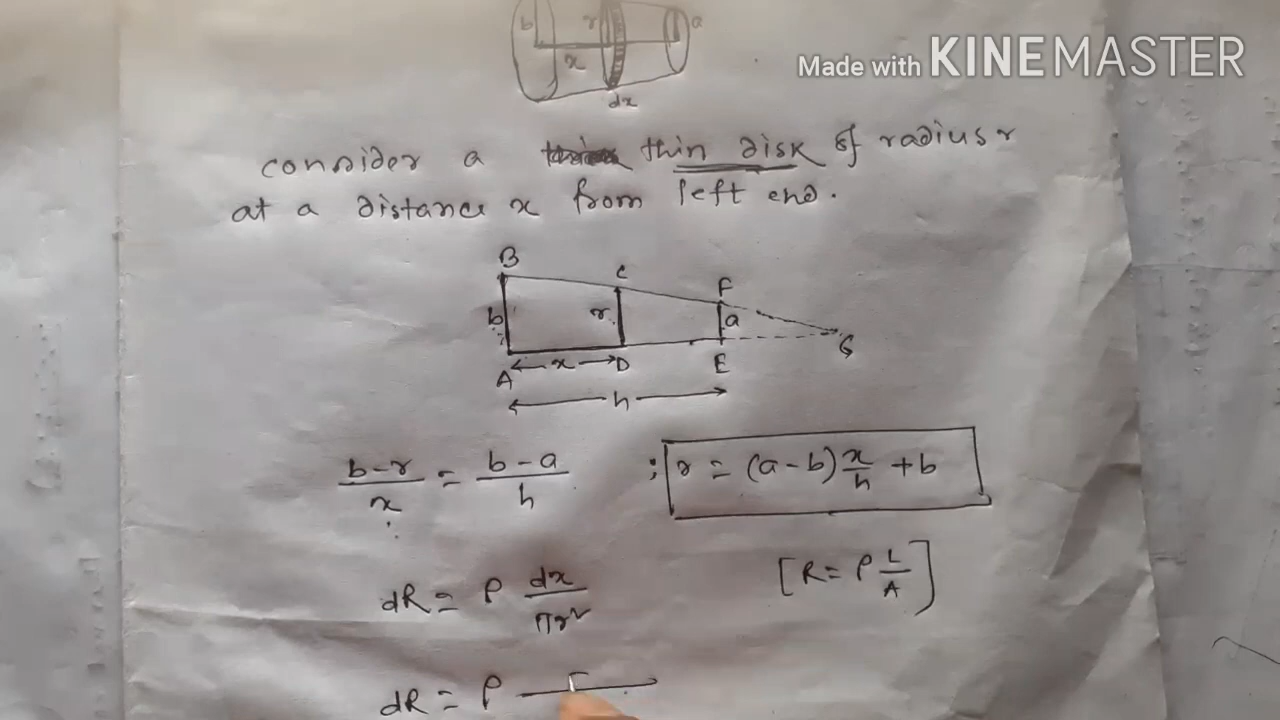 Made with KINEMASTER
b r a
x
dx
consider a thin disk of radius r
at a distance x from left end.
B C F
b r a
A x D E G
h
b-r/x = b-a/h ; r = (a-b) x/h + b
dR = ρ dx/πr² [R = ρ L/A]
dR = ρ